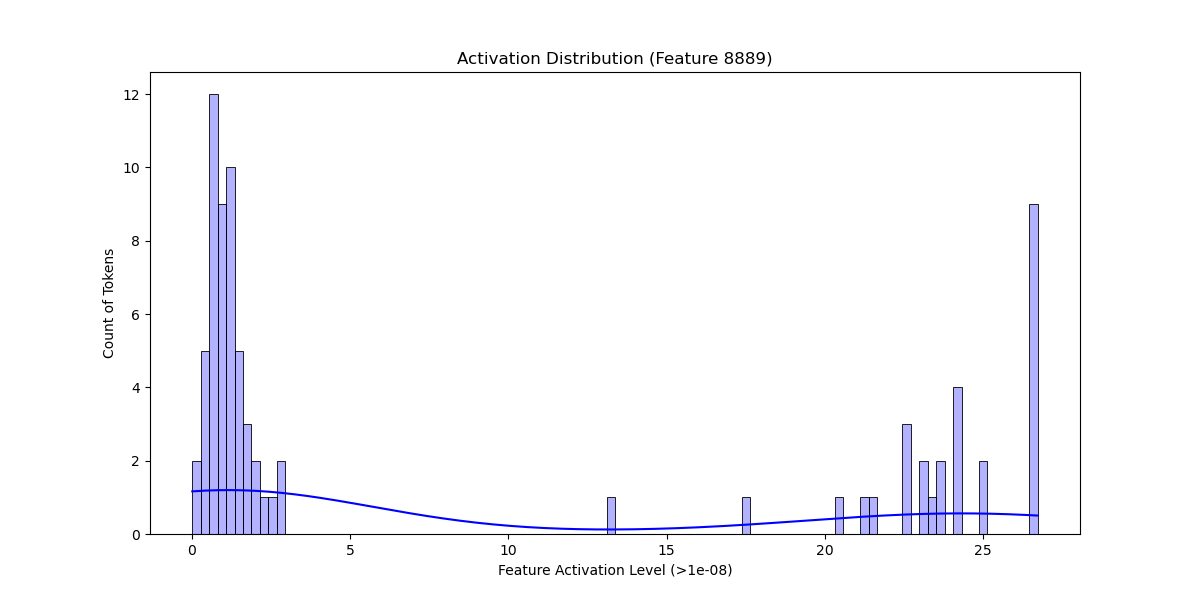 Activation Distribution (Feature 8889)
12
10
8
6
4
2
0
Count of Tokens
0 5 10 15 20 25
Feature Activation Level (>1e-08)